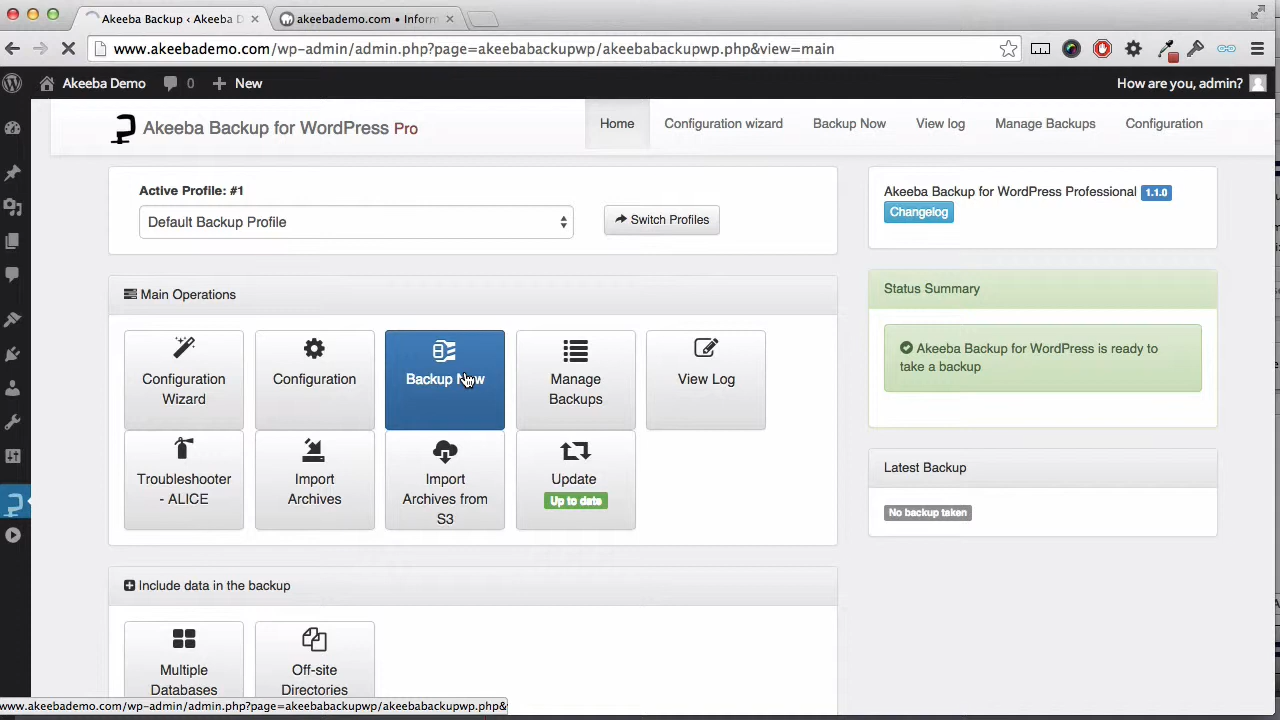 Akeeba Backup ‹ Akeeba D
akeebademo.com • Inform
www.akeebademo.com/wp-admin/admin.php?page=akeebabackupwp/akeebabackupwp.php&view=main
Akeeba Demo
0
New
How are you, admin?
Akeeba Backup for WordPress Pro
Home
Configuration wizard
Backup Now
View log
Manage Backups
Configuration
Active Profile: #1
Default Backup Profile
Switch Profiles
Akeeba Backup for WordPress Professional 1.1.0
Changelog
Main Operations
Configuration
Wizard
Configuration
Backup Now
Manage
Backups
View Log
Troubleshooter
- ALICE
Import
Archives
Import
Archives from
S3
Update
Up to date
Status Summary
Akeeba Backup for WordPress is ready to
take a backup
Latest Backup
No backup taken
Include data in the backup
Multiple
Databases
Off-site
Directories
www.akeebademo.com/wp-admin/admin.php?page=akeebabackupwp/akeebabackupwp.php&